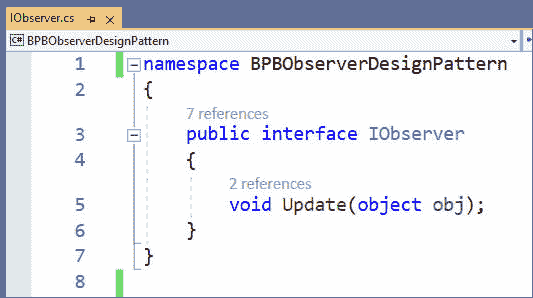 IObserver.cs
C# BPBObserverDesignPattern
1 namespace BPBObserverDesignPattern
2 {
7 references
3 public interface IObserver
4 {
2 references
5 void Update(object obj);
6 }
7 }
8